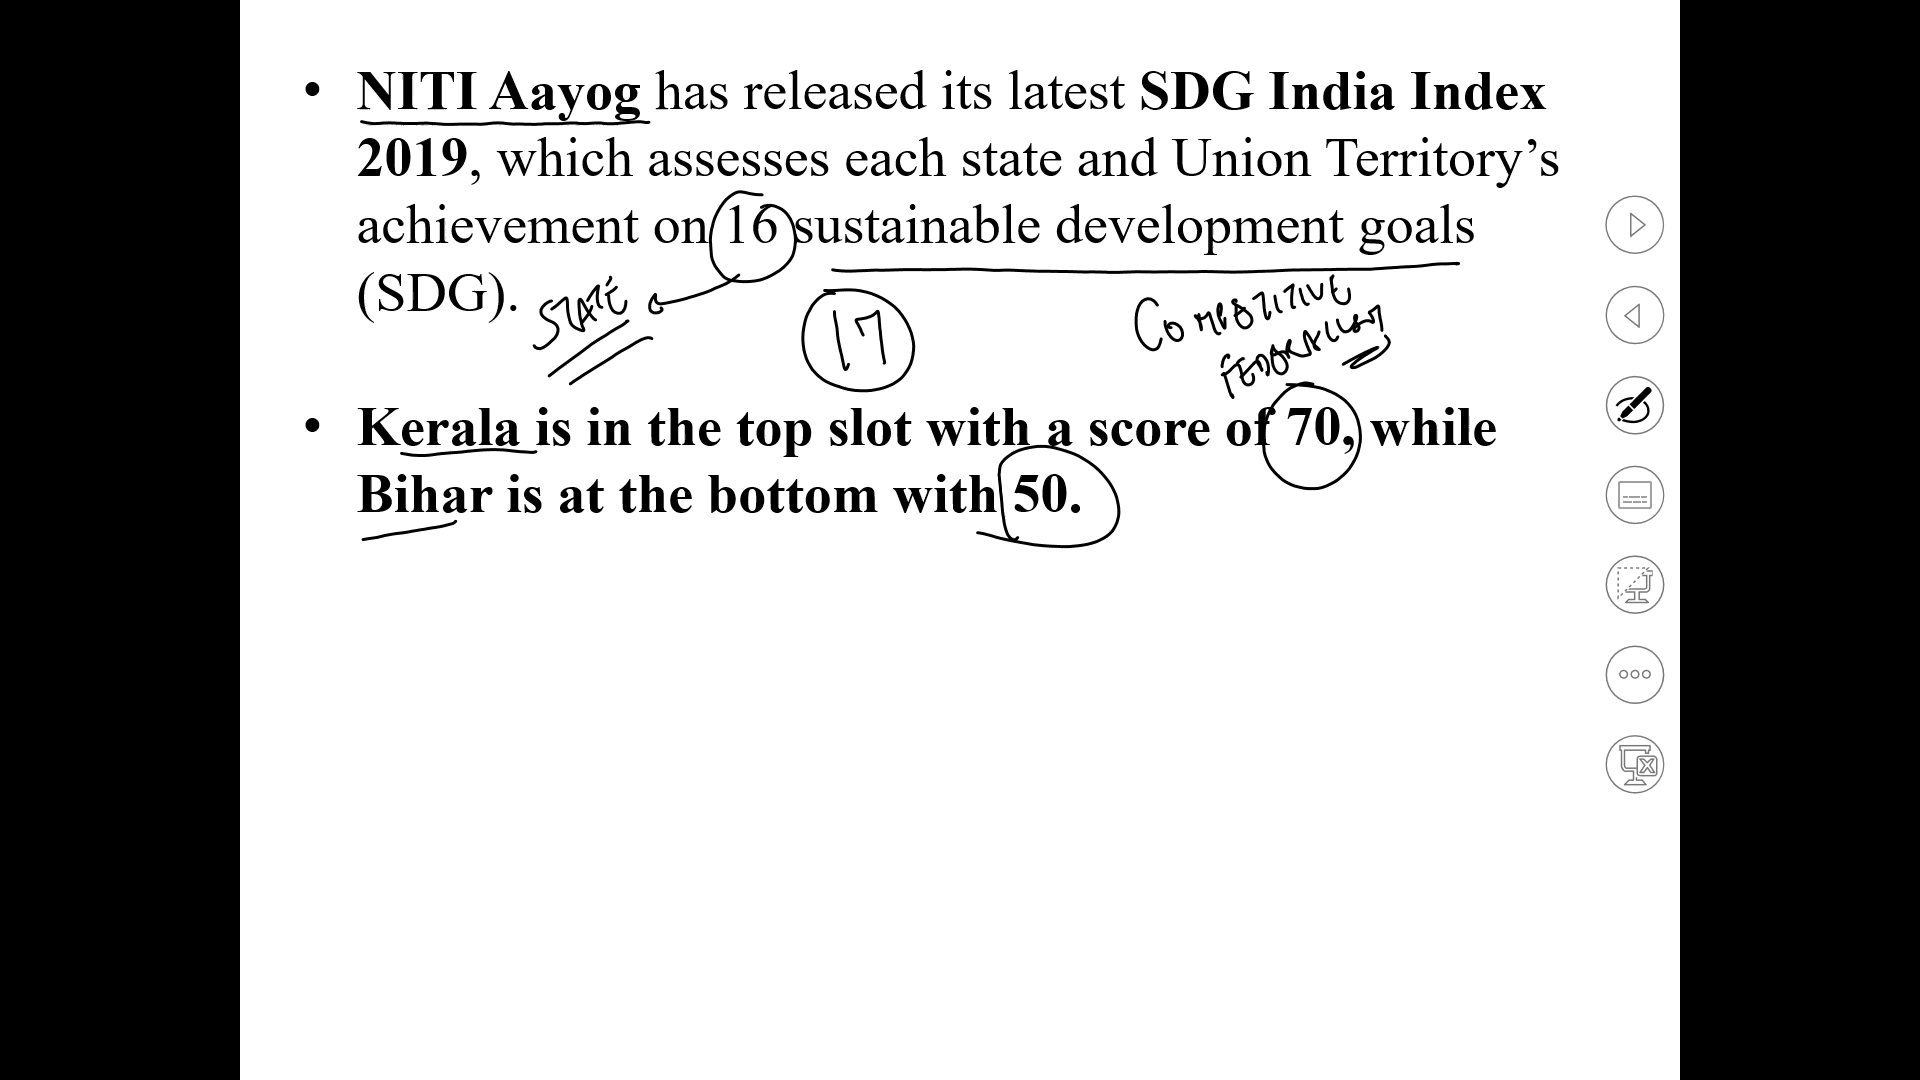 • NITI Aayog has released its latest SDG India Index
2019, which assesses each state and Union Territory’s
achievement on 16 sustainable development goals
(SDG).
STATE
17
COMPETITIVE
FEDERALISM
• Kerala is in the top slot with a score of 70, while
Bihar is at the bottom with 50.